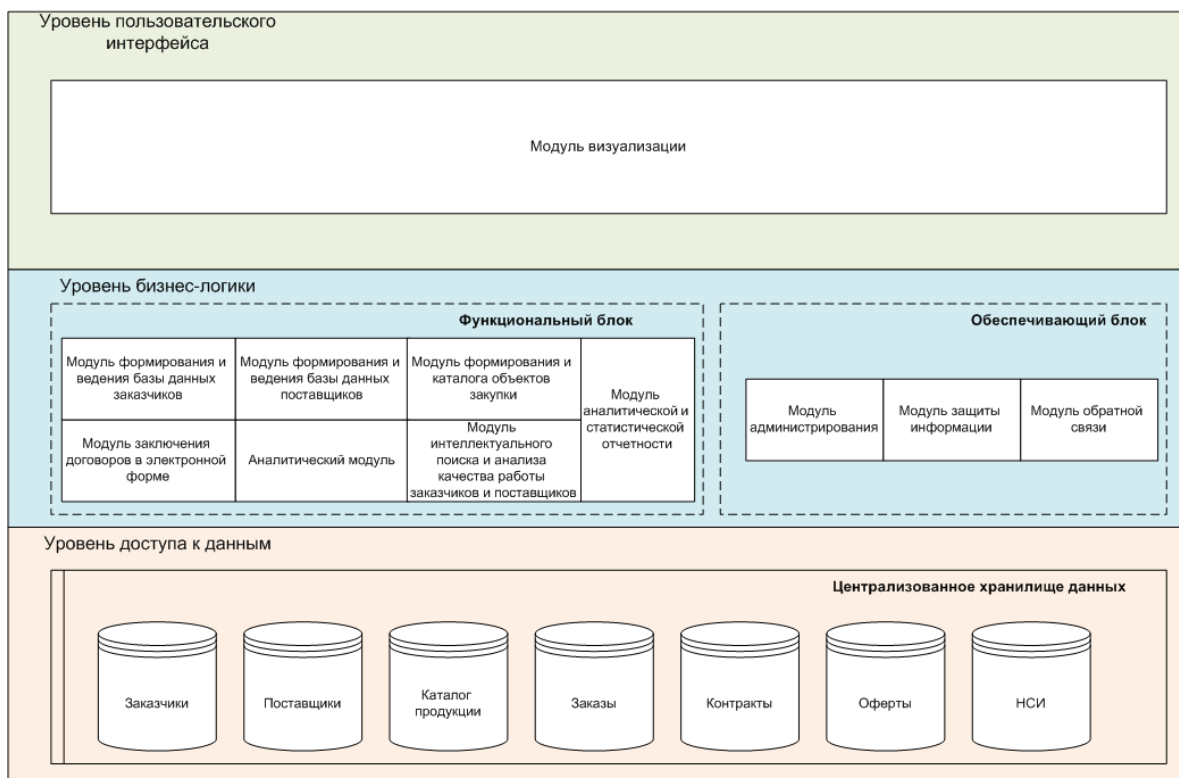 Уровень пользовательского
интерфейса
Модуль визуализации
Уровень бизнес-логики
Функциональный блок
Модуль формирования и
ведения базы данных
заказчиков
Модуль формирования и
ведения базы данных
поставщиков
Модуль формирования и
каталога объектов
закупки
Модуль
аналитической и
статистической
отчетности
Модуль заключения
договоров в электронной
форме
Аналитический модуль
Модуль
интеллектуального
поиска и анализа
качества работы
заказчиков и поставщиков
Обеспечивающий блок
Модуль
администрирования
Модуль защиты
информации
Модуль обратной
связи
Уровень доступа к данным
Централизованное хранилище данных
Заказчики
Поставщики
Каталог
продукции
Заказы
Контракты
Оферты
НСИ